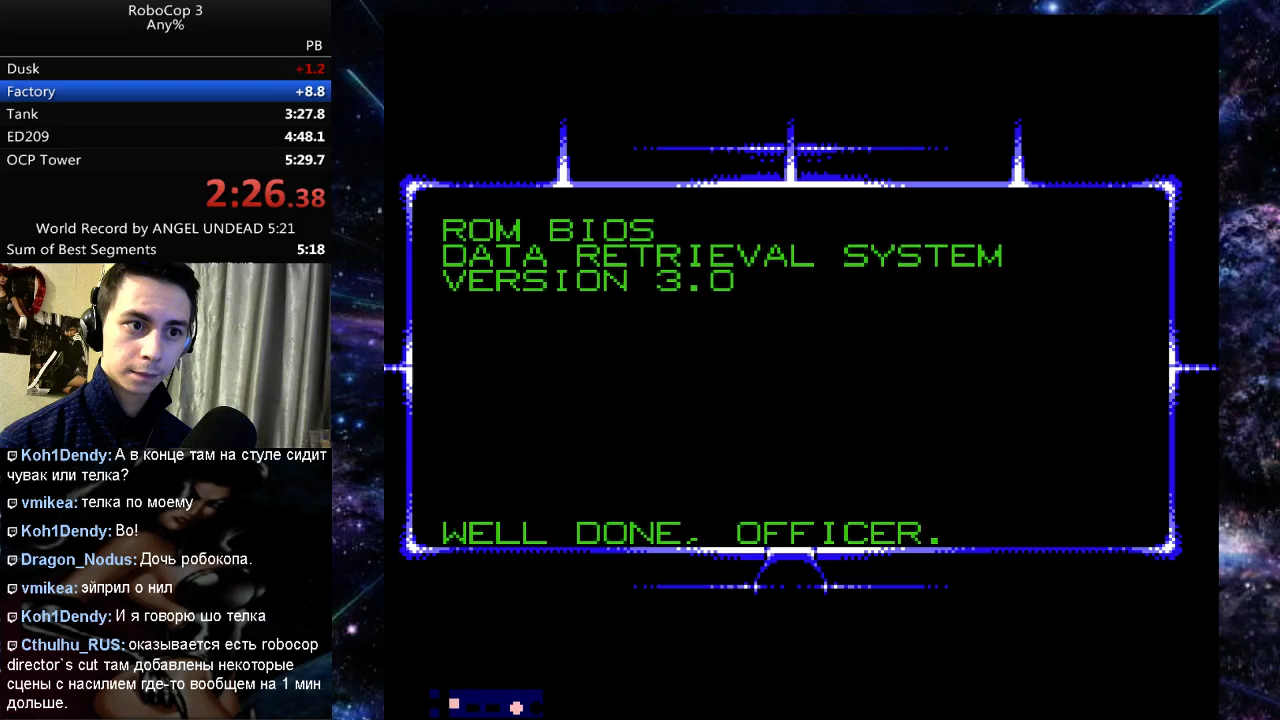 RoboCop 3
Any%
PB
Dusk +1.2
Factory +8.8
Tank 3:27.8
ED209 4:48.1
OCP Tower 5:29.7
2:26.38
World Record by ANGEL UNDEAD 5:21
Sum of Best Segments 5:18
Koh1Dendy: А в конце там на стуле сидит
чувак или телка?
vmikea: телка по моему
Koh1Dendy: Во!
Dragon_Nodus: Дочь робокопа.
vmikea: эйприл о нил
Koh1Dendy: И я говорю шо телка
Cthulhu_RUS: оказывается есть robocop
director`s cut там добавлены некоторые
сцены с насилием где-то вообщем на 1 мин
дольше.
ROM BIOS
DATA RETRIEVAL SYSTEM
VERSION 3.0
WELL DONE, OFFICER.